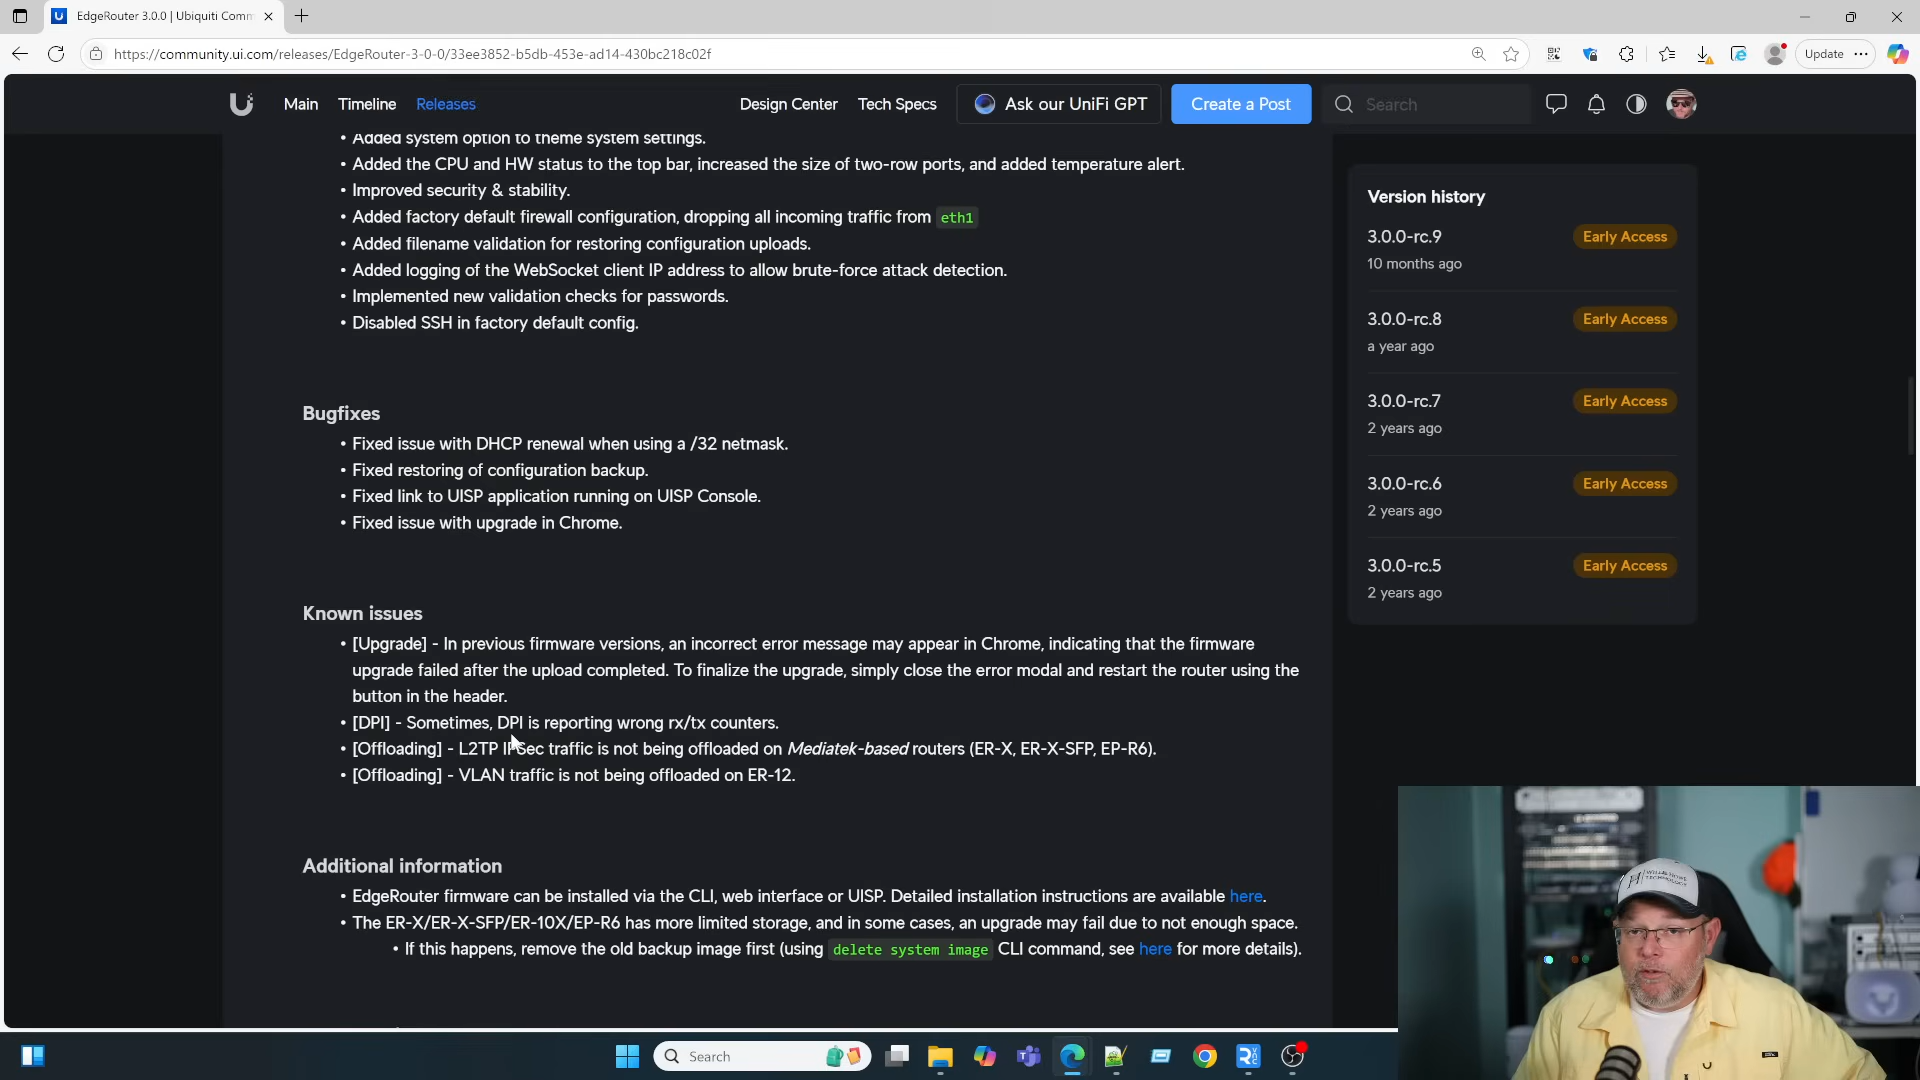 EdgeRouter 3.0.0 | Ubiquiti Comm
https://community.ui.com/releases/EdgeRouter-3-0-0/33ee3852-b5db-453e-ad14-430bc218c02f
Update
Main Timeline Releases Design Center Tech Specs Ask our UniFi GPT Create a Post Search
• Added system option to theme system settings.
• Added the CPU and HW status to the top bar, increased the size of two-row ports, and added temperature alert.
• Improved security & stability.
• Added factory default firewall configuration, dropping all incoming traffic from eth1
• Added filename validation for restoring configuration uploads.
• Added logging of the WebSocket client IP address to allow brute-force attack detection.
• Implemented new validation checks for passwords.
• Disabled SSH in factory default config.
Bugfixes
• Fixed issue with DHCP renewal when using a /32 netmask.
• Fixed restoring of configuration backup.
• Fixed link to UISP application running on UISP Console.
• Fixed issue with upgrade in Chrome.
Known issues
• [Upgrade] - In previous firmware versions, an incorrect error message may appear in Chrome, indicating that the firmware
upgrade failed after the upload completed. To finalize the upgrade, simply close the error modal and restart the router using the
button in the header.
• [DPI] - Sometimes, DPI is reporting wrong rx/tx counters.
• [Offloading] - L2TP IPSec traffic is not being offloaded on Mediatek-based routers (ER-X, ER-X-SFP, EP-R6).
• [Offloading] - VLAN traffic is not being offloaded on ER-12.
Additional information
• EdgeRouter firmware can be installed via the CLI, web interface or UISP. Detailed installation instructions are available here.
• The ER-X/ER-X-SFP/ER-10X/EP-R6 has more limited storage, and in some cases, an upgrade may fail due to not enough space.
• If this happens, remove the old backup image first (using delete system image CLI command, see here for more details).
Version history
3.0.0-rc.9 Early Access
10 months ago
3.0.0-rc.8 Early Access
a year ago
3.0.0-rc.7 Early Access
2 years ago
3.0.0-rc.6 Early Access
2 years ago
3.0.0-rc.5 Early Access
2 years ago
Search